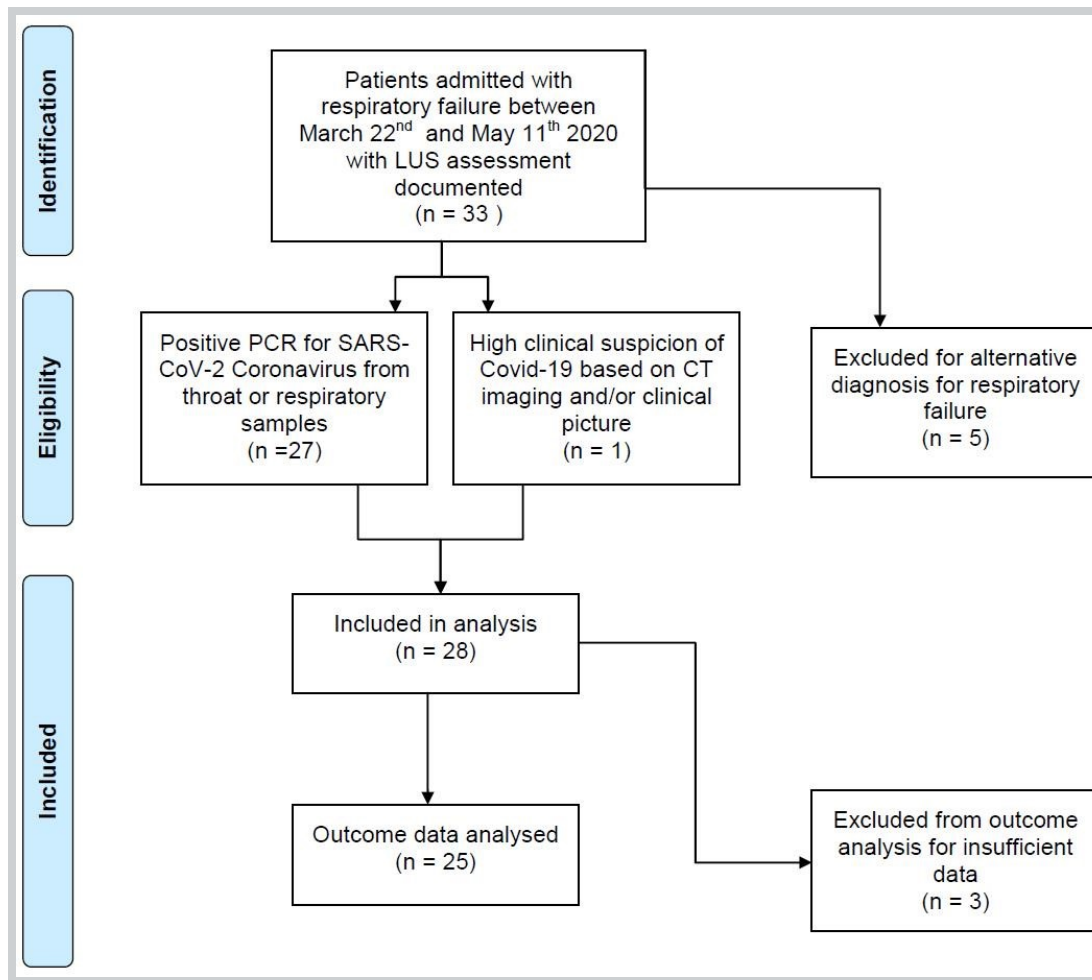 Identification
Patients admitted with
respiratory failure between
March 22nd and May 11th 2020
with LUS assessment
documented
(n = 33 )
Eligibility
Positive PCR for SARS-
CoV-2 Coronavirus from
throat or respiratory
samples
(n =27)
High clinical suspicion of
Covid-19 based on CT
imaging and/or clinical
picture
(n = 1)
Excluded for alternative
diagnosis for respiratory
failure
(n = 5)
Included
Included in analysis
(n = 28)
Outcome data analysed
(n = 25)
Excluded from outcome
analysis for insufficient
data
(n = 3)